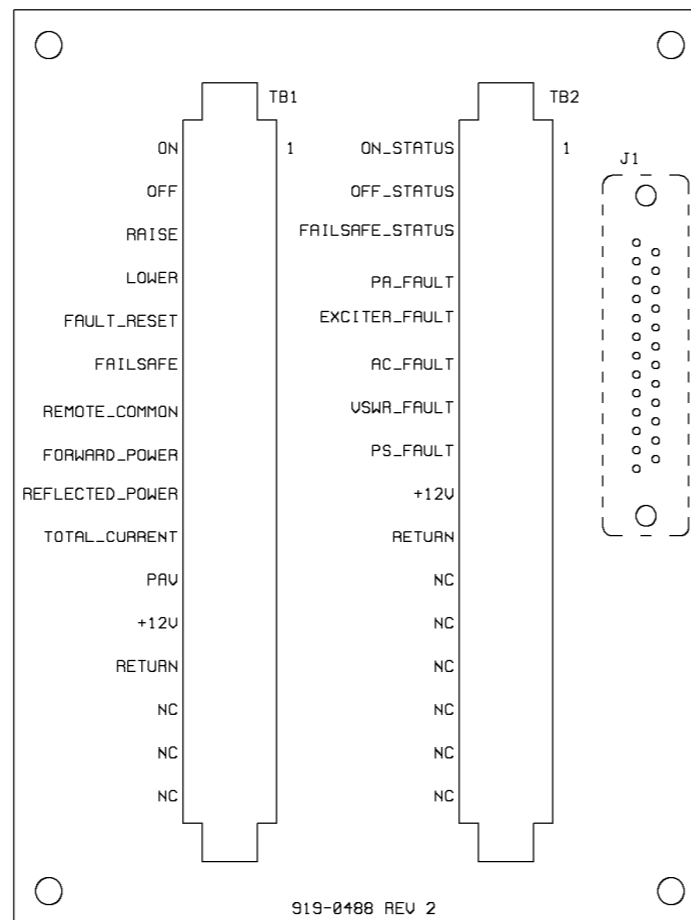 TB1
ON 1
OFF
RAISE
LOWER
FAULT_RESET
FAILSAFE
REMOTE_COMMON
FORWARD_POWER
REFLECTED_POWER
TOTAL_CURRENT
PAV
+12V
RETURN
NC
NC
NC
TB2
ON_STATUS 1
OFF_STATUS
FAILSAFE_STATUS
PA_FAULT
EXCITER_FAULT
AC_FAULT
VSWR_FAULT
PS_FAULT
+12V
RETURN
NC
NC
NC
NC
NC
NC
J1
919-0488 REV 2